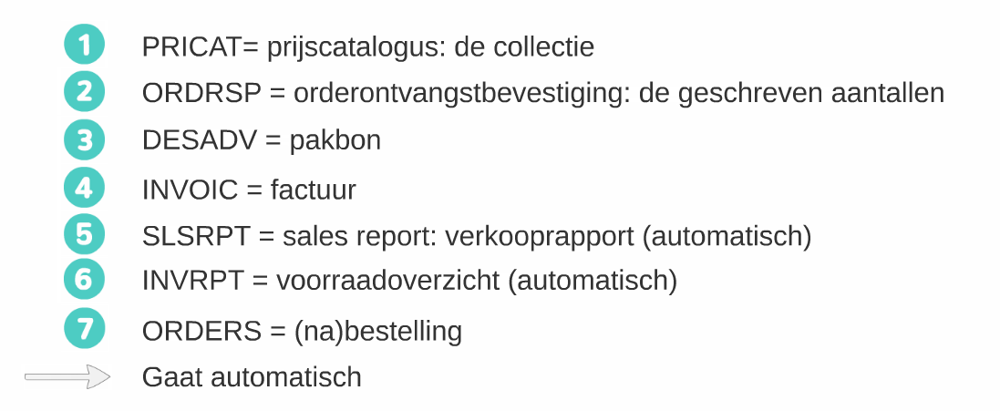 1 PRICAT= prijscatalogus: de collectie
2 ORDRSP = orderontvangstbevestiging: de geschreven aantallen
3 DESADV = pakbon
4 INVOIC = factuur
5 SLSRPT = sales report: verkooprapport (automatisch)
6 INVRPT = voorraadoverzicht (automatisch)
7 ORDERS = (na)bestelling
Gaat automatisch